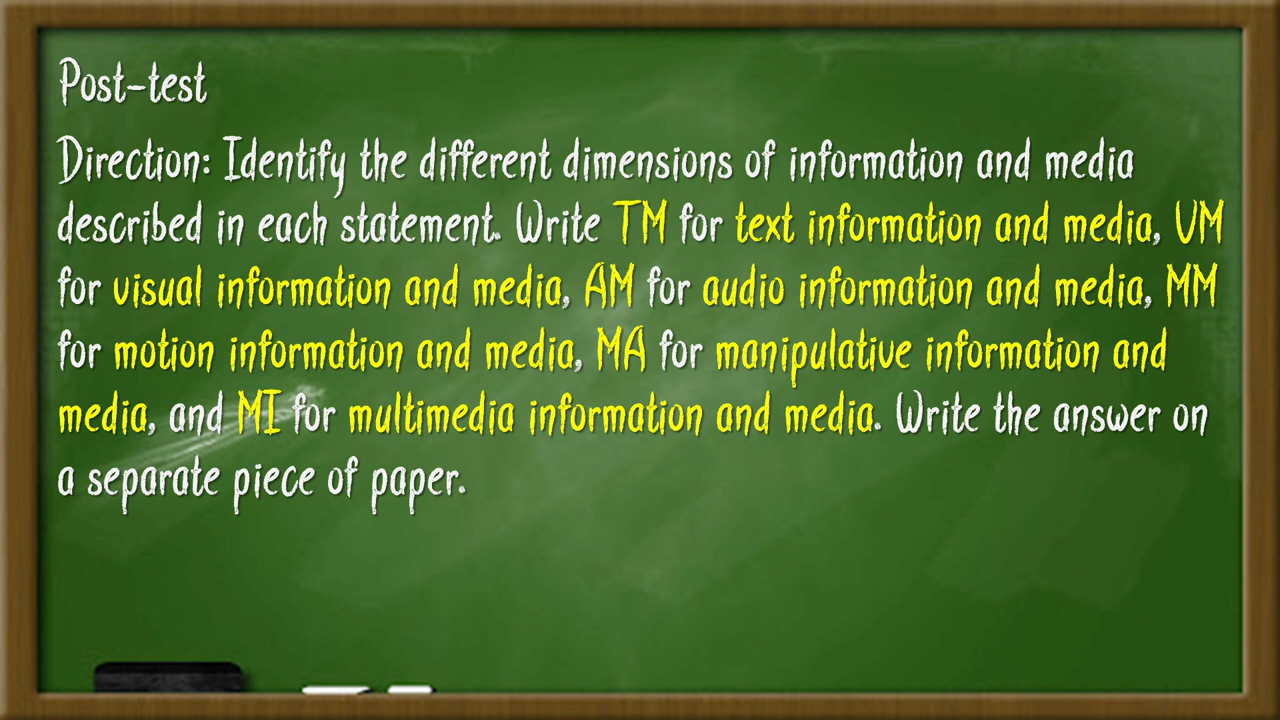 Post-test
Direction: Identify the different dimensions of information and media
described in each statement. Write TM for text information and media, VM
for visual information and media, AM for audio information and media, MM
for motion information and media, MA for manipulative information and
media, and MI for multimedia information and media. Write the answer on
a separate piece of paper.